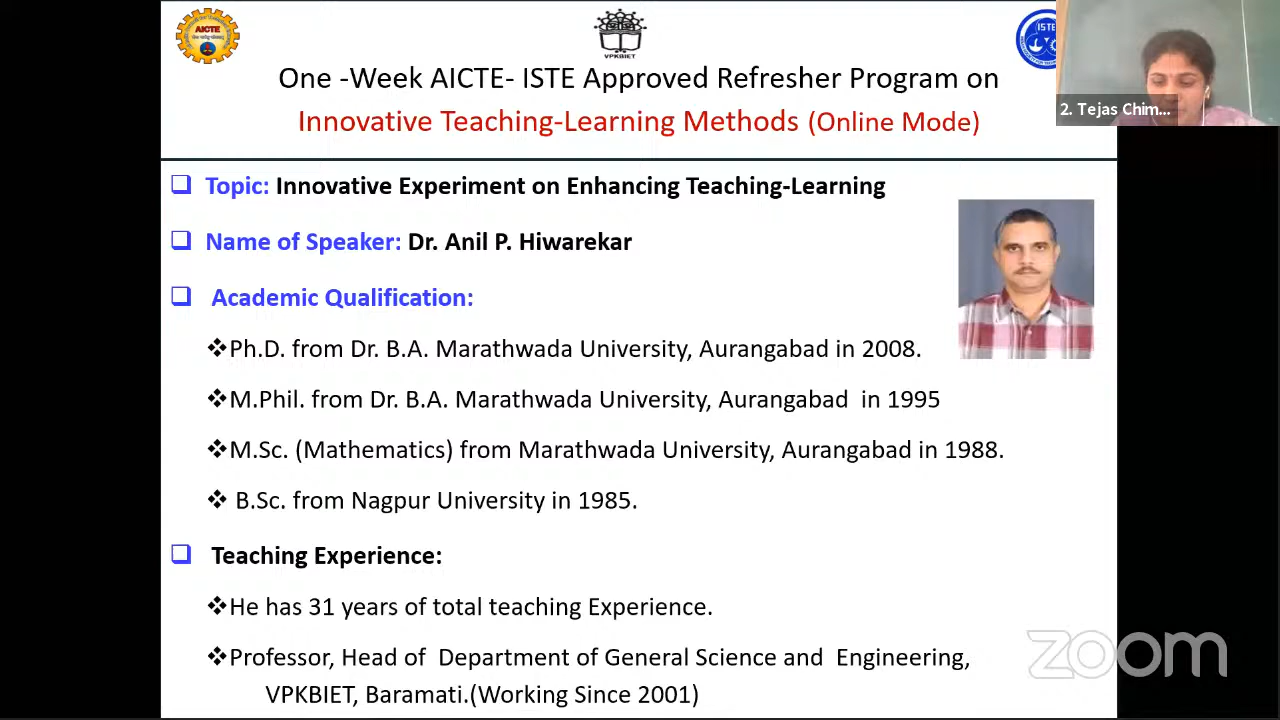 AICTE
VPKBIET
ISTE
One -Week AICTE- ISTE Approved Refresher Program on
Innovative Teaching-Learning Methods (Online Mode)
2. Tejas Chim...
Topic: Innovative Experiment on Enhancing Teaching-Learning
Name of Speaker: Dr. Anil P. Hiwarekar
Academic Qualification:
Ph.D. from Dr. B.A. Marathwada University, Aurangabad in 2008.
M.Phil. from Dr. B.A. Marathwada University, Aurangabad in 1995
M.Sc. (Mathematics) from Marathwada University, Aurangabad in 1988.
B.Sc. from Nagpur University in 1985.
Teaching Experience:
He has 31 years of total teaching Experience.
Professor, Head of Department of General Science and Engineering,
VPKBIET, Baramati.(Working Since 2001)
zoom